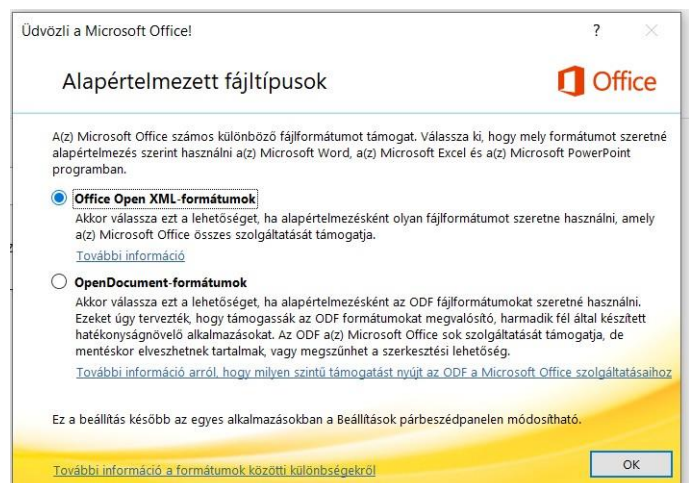 Üdvözli a Microsoft Office!
?
Alapértelmezett fájltípusok
Office
A(z) Microsoft Office számos különböző fájlformátumot támogat. Válassza ki, hogy mely formátumot szeretné
alapértelmezés szerint használni a(z) Microsoft Word, a(z) Microsoft Excel és a(z) Microsoft PowerPoint
programban.
Office Open XML-formátumok
Akkor válassza ezt a lehetőséget, ha alapértelmezésként olyan fájlformátumot szeretne használni, amely
a(z) Microsoft Office összes szolgáltatását támogatja.
További információ
OpenDocument-formátumok
Akkor válassza ezt a lehetőséget, ha alapértelmezésként az ODF fájlformátumokat szeretné használni.
Ezeket úgy tervezték, hogy támogassák az ODF formátumokat megvalósító, harmadik fél által készített
hatékonyságnövelő alkalmazásokat. Az ODF a(z) Microsoft Office sok szolgáltatását támogatja, de
mentéskor elveszhetnek tartalmak, vagy megszűnhet a szerkesztési lehetőség.
További információ arról, hogy milyen szintű támogatást nyújt az ODF a Microsoft Office szolgáltatásaihoz
Ez a beállítás később az egyes alkalmazásokban a Beállítások párbeszédpanelen módosítható.
További információ a formátumok közötti különbségekről
OK